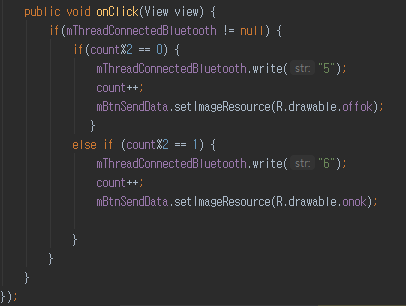 public void onClick(View view) {
if(mThreadConnectedBluetooth != null) {
if(count%2 == 0) {
mThreadConnectedBluetooth.write( str: "5");
count++;
mBtnSendData.setImageResource(R.drawable.offok);
}
else if (count%2 == 1) {
mThreadConnectedBluetooth.write( str: "6");
count++;
mBtnSendData.setImageResource(R.drawable.onok);
}
}
}
});